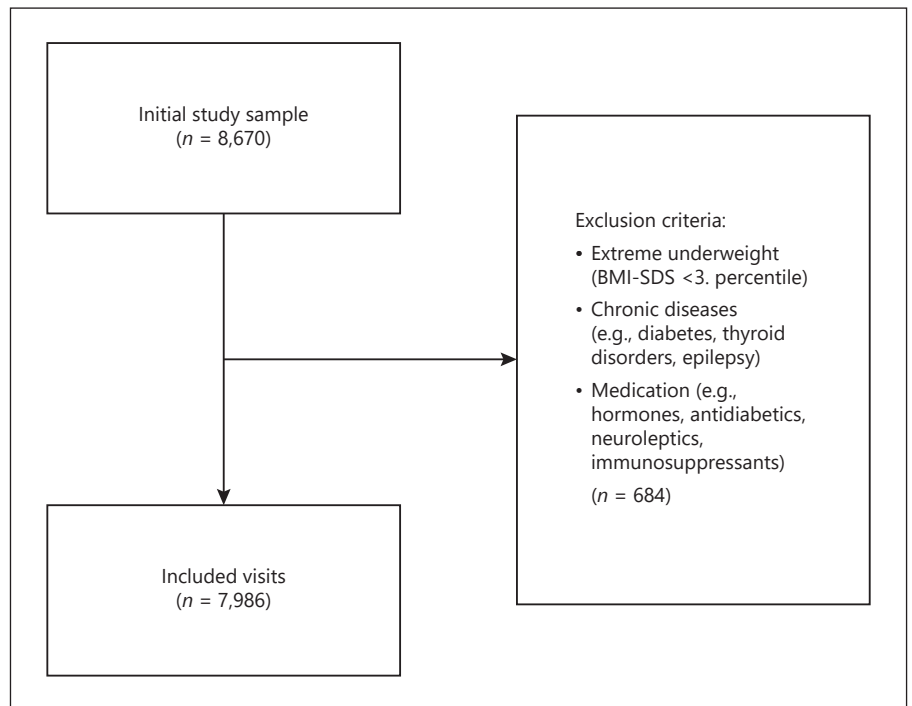 Initial study sample
(n = 8,670)
Exclusion criteria:
• Extreme underweight
(BMI-SDS <3. percentile)
• Chronic diseases
(e.g., diabetes, thyroid
disorders, epilepsy)
• Medication (e.g.,
hormones, antidiabetics,
neuroleptics,
immunosuppressants)
(n = 684)
Included visits
(n = 7,986)